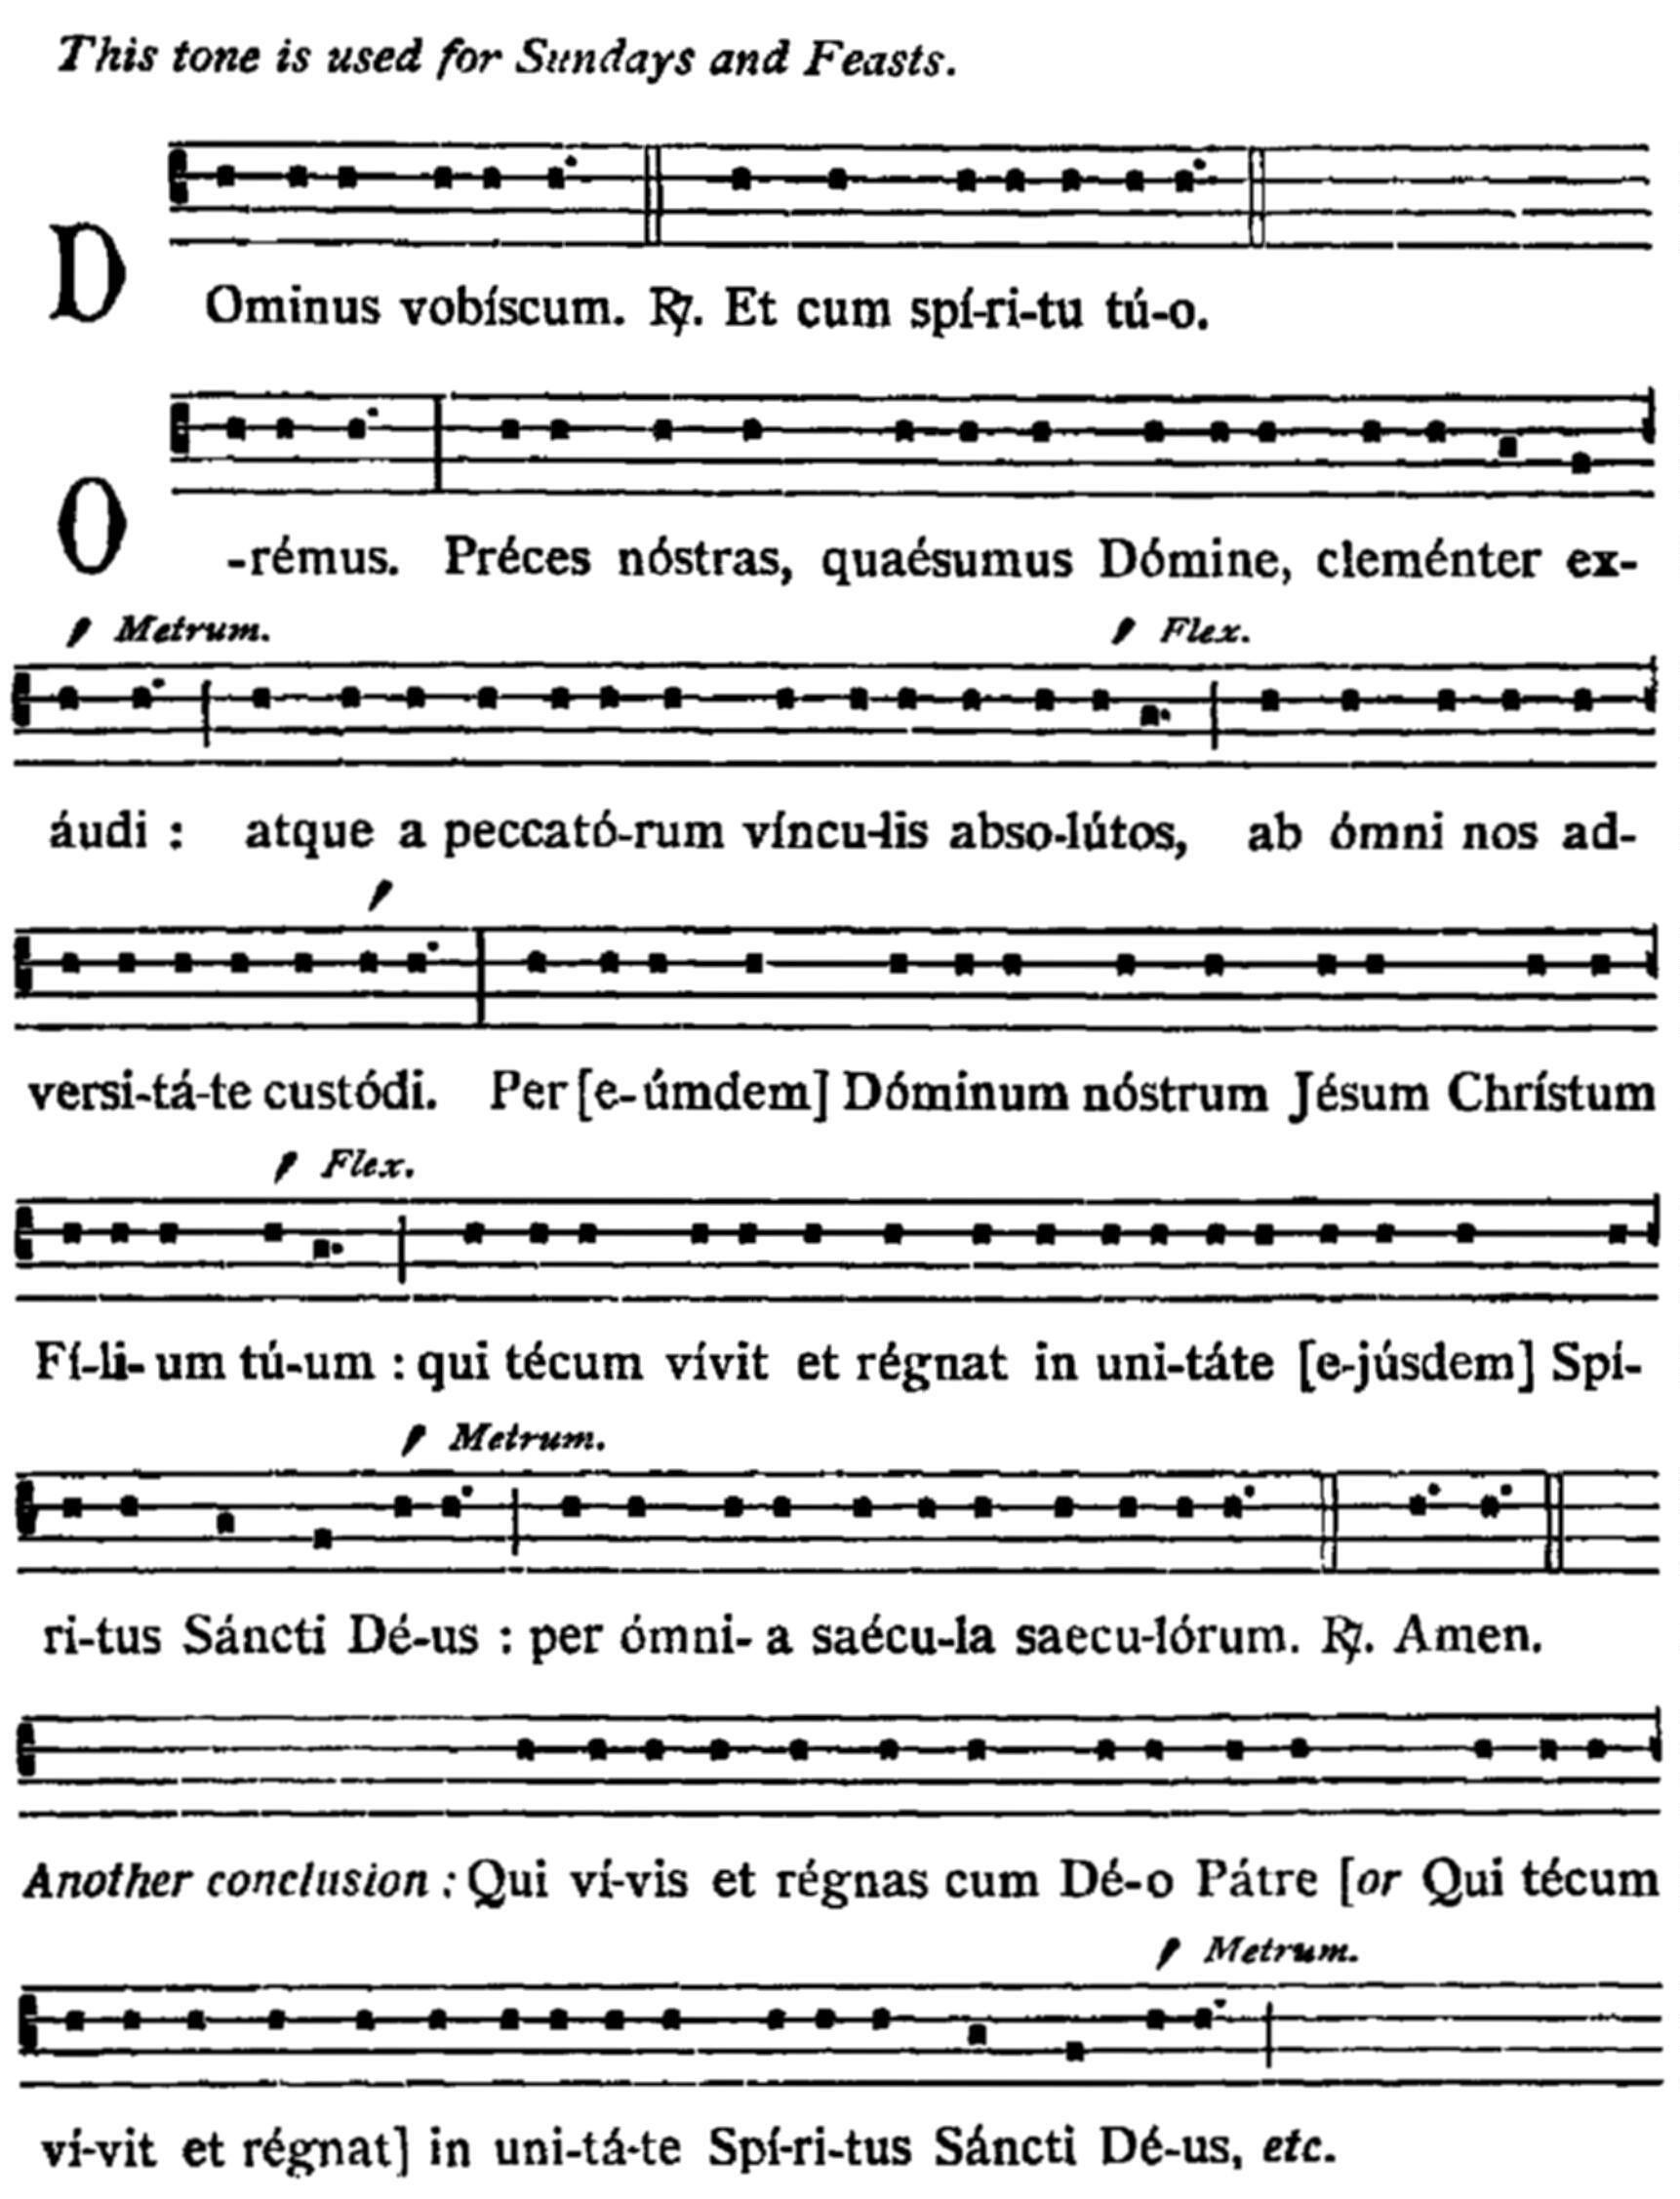 This tone is used for Sundays and Feasts.
DOminus vobíscum. ℟. Et cum spí-ri-tu tú-o.
O-rémus. Préces nóstras, quaésumus Dómine, cleménter ex-
Metrum. Flex.
áudi : atque a peccató-rum víncu-lis abso-lútos, ab ómni nos ad-
versi-tá-te custódi. Per [e-úmdem] Dóminum nóstrum Jésum Chrístum
Flex.
Fí-li-um tú-um : qui técum vívit et régnat in uni-táte [e-júsdem] Spí-
Metrum.
ri-tus Sáncti Dé-us : per ómni-a saécu-la saecu-lórum. ℟. Amen.
Another conclusion : Qui ví-vis et régnas cum Dé-o Pátre [or Qui técum
Metrum.
ví-vit et régnat] in uni-tá-te Spí-ri-tus Sáncti Dé-us, etc.